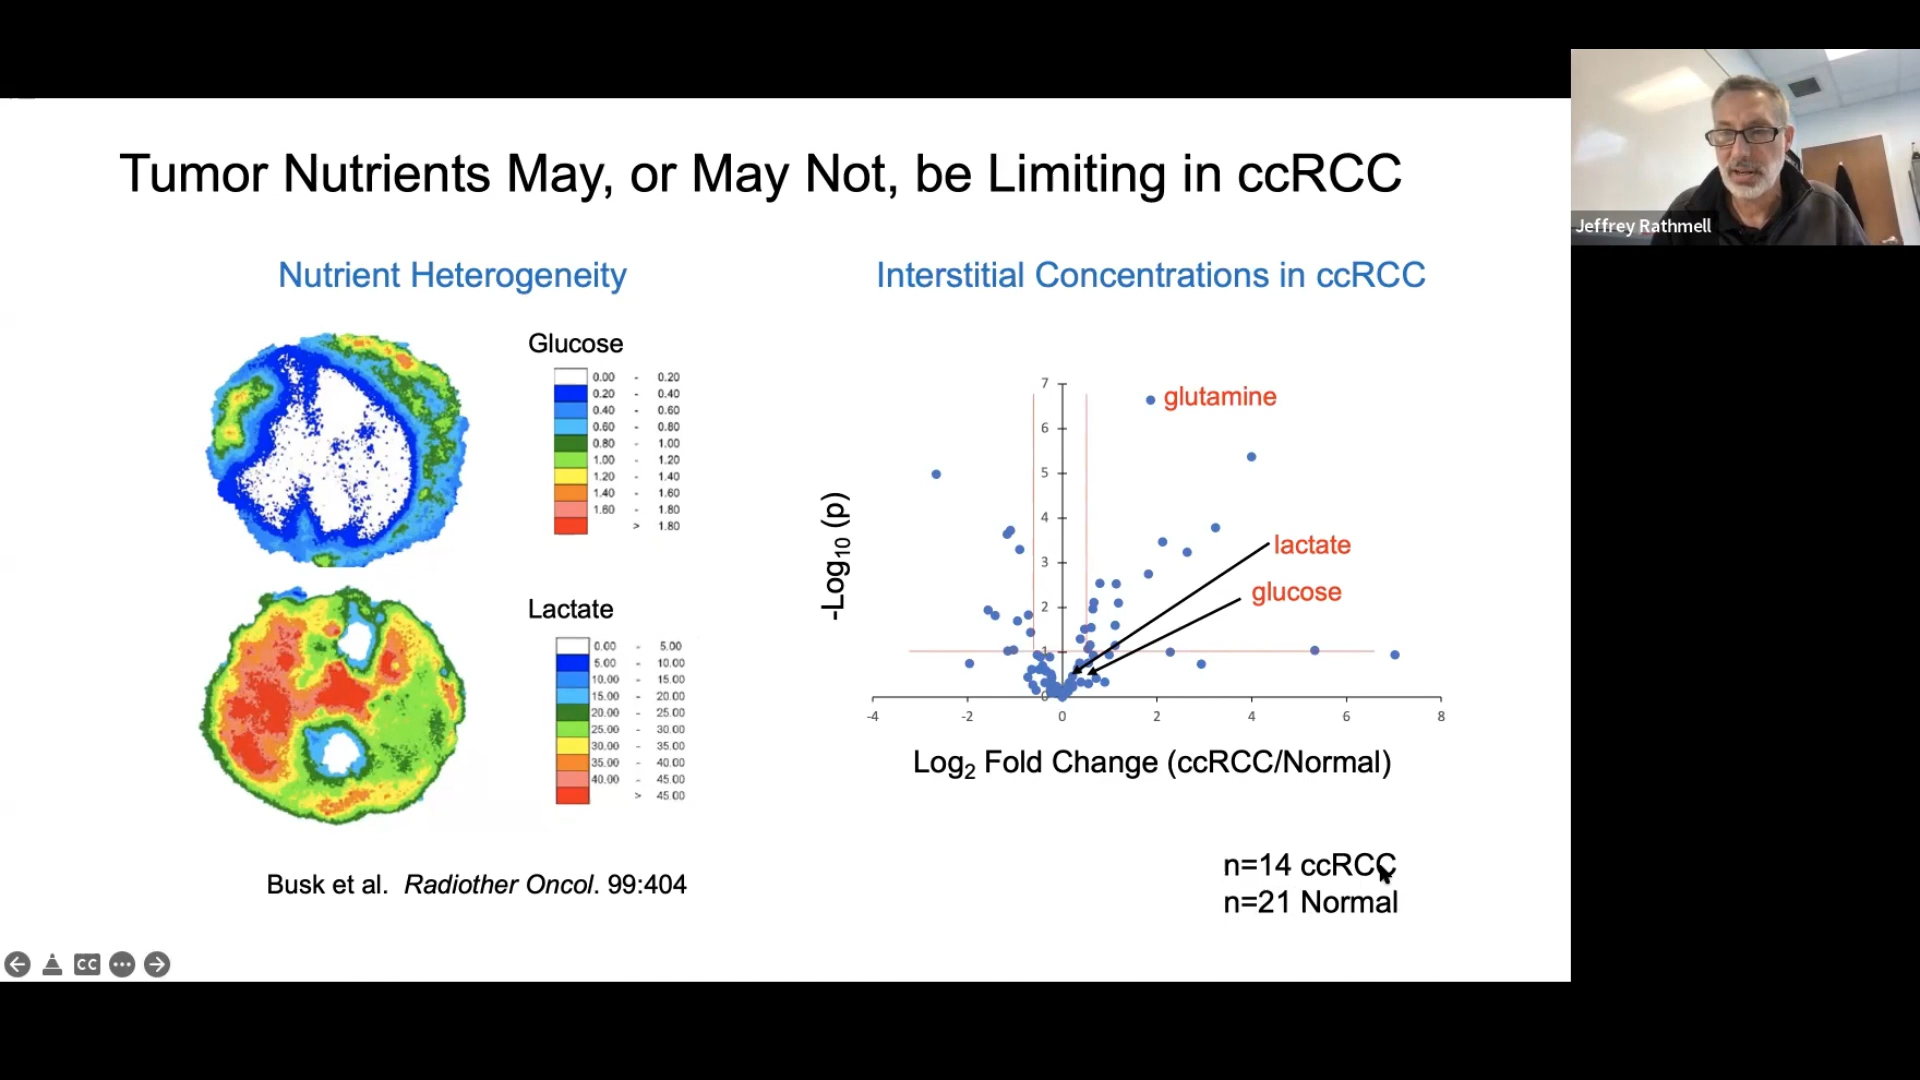 Tumor Nutrients May, or May Not, be Limiting in ccRCC
Jeffrey Rathmell
Nutrient Heterogeneity
Glucose
0.00 - 0.20
0.20 - 0.40
0.40 - 0.60
0.60 - 0.80
0.80 - 1.00
1.00 - 1.20
1.20 - 1.40
1.40 - 1.60
1.60 - 1.80
> 1.80
Lactate
0.00 - 5.00
5.00 - 10.00
10.00 - 15.00
15.00 - 20.00
20.00 - 25.00
25.00 - 30.00
30.00 - 35.00
35.00 - 40.00
40.00 - 45.00
> 45.00
Busk et al. Radiother Oncol. 99:404
Interstitial Concentrations in ccRCC
-Log10 (p)
7
6
5
4
3
2
1
0
glutamine
lactate
glucose
-4 -2 0 2 4 6 8
Log2 Fold Change (ccRCC/Normal)
n=14 ccRCC
n=21 Normal
CC